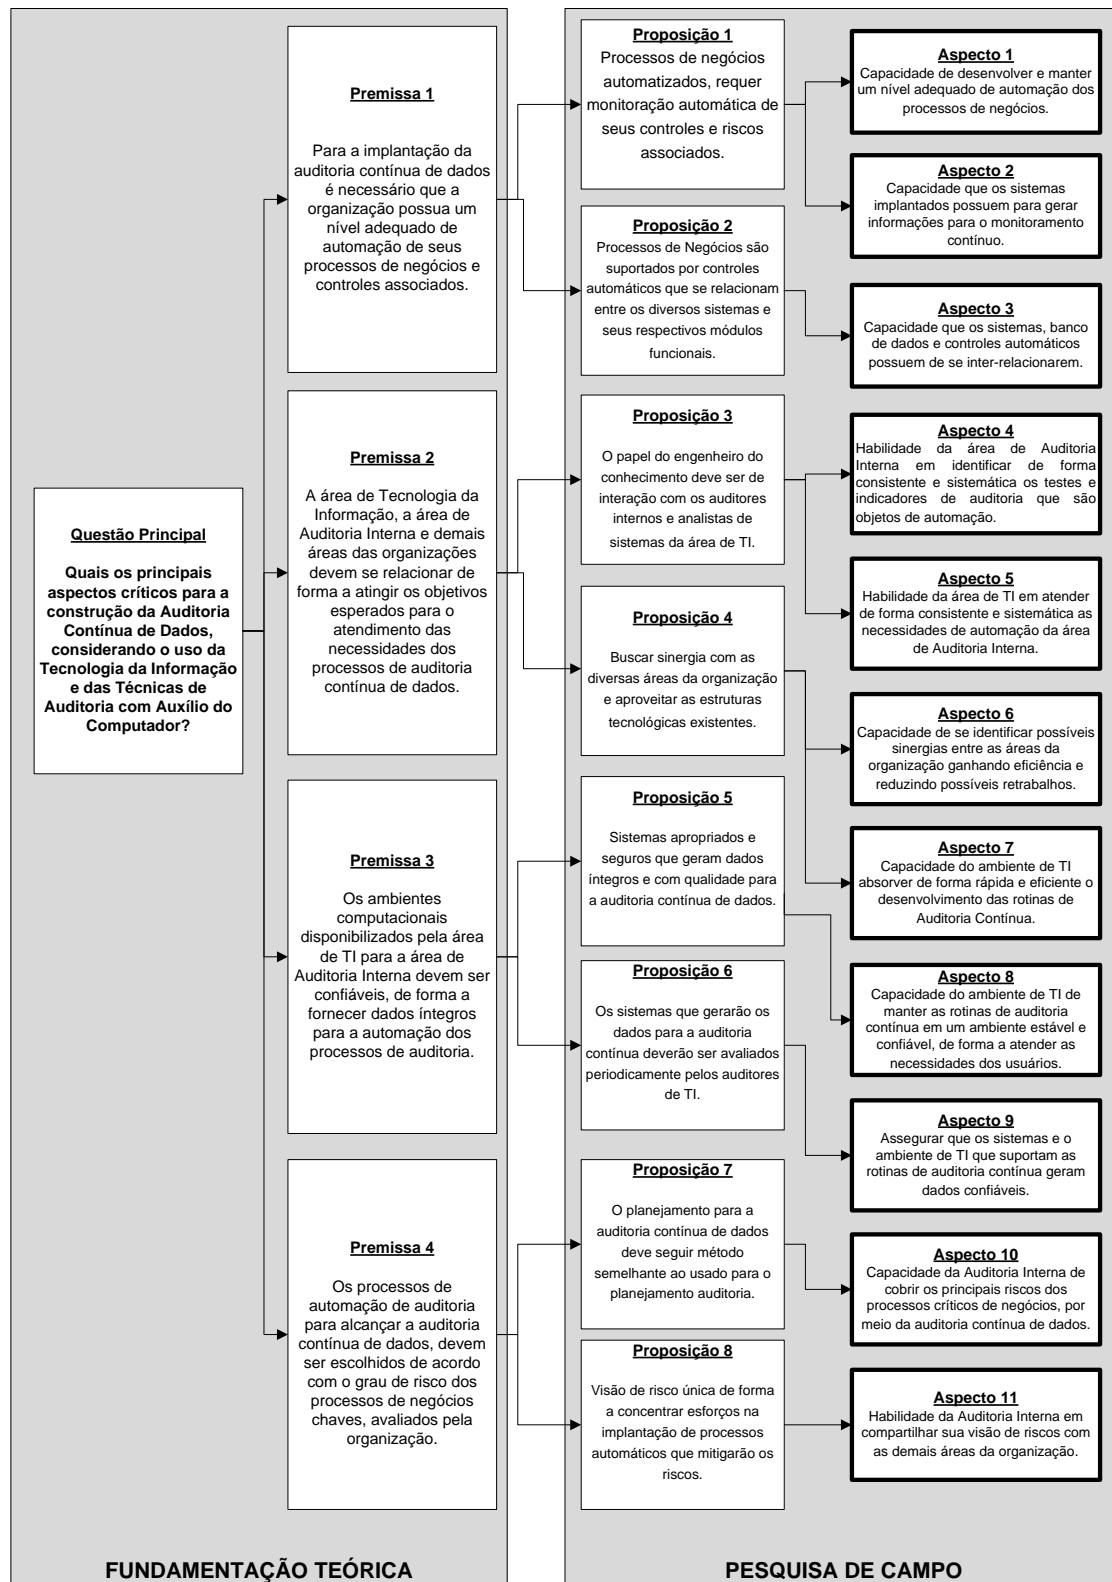 Questão Principal
Quais os principais
aspectos críticos para a
construção da Auditoria
Contínua de Dados,
considerando o uso da
Tecnologia da Informação
e das Técnicas de
Auditoria com Auxílio do
Computador?
Premissa 1
Para a implantação da
auditoria contínua de dados
é necessário que a
organização possua um
nível adequado de
automação de seus
processos de negócios e
controles associados.
Premissa 2
A área de Tecnologia da
Informação, a área de
Auditoria Interna e demais
áreas das organizações
devem se relacionar de
forma a atingir os objetivos
esperados para o
atendimento das
necessidades dos
processos de auditoria
contínua de dados.
Premissa 3
Os ambientes
computacionais
disponibilizados pela área
de TI para a área de
Auditoria Interna devem ser
confiáveis, de forma a
fornecer dados íntegros
para a automação dos
processos de auditoria.
Premissa 4
Os processos de
automação de auditoria
para alcançar a auditoria
contínua de dados, devem
ser escolhidos de acordo
com o grau de risco dos
processos de negócios
chaves, avaliados pela
organização.
FUNDAMENTAÇÃO TEÓRICA
Proposição 1
Processos de negócios
automatizados, requer
monitoração automática de
seus controles e riscos
associados.
Proposição 2
Processos de Negócios são
suportados por controles
automáticos que se relacionam
entre os diversos sistemas e
seus respectivos módulos
funcionais.
Proposição 3
O papel do engenheiro do
conhecimento deve ser de
interação com os auditores
internos e analistas de
sistemas da área de TI.
Proposição 4
Buscar sinergia com as
diversas áreas da organização
e aproveitar as estruturas
tecnológicas existentes.
Proposição 5
Sistemas apropriados e
seguros que geram dados
íntegros e com qualidade para
a auditoria contínua de dados.
Proposição 6
Os sistemas que gerarão os
dados para a auditoria
contínua deverão ser avaliados
periodicamente pelos auditores
de TI.
Proposição 7
O planejamento para a
auditoria contínua de dados
deve seguir método
semelhante ao usado para o
planejamento auditoria.
Proposição 8
Visão de risco única de forma
a concentrar esforços na
implantação de processos
automáticos que mitigarão os
riscos.
Aspecto 1
Capacidade de desenvolver e manter
um nível adequado de automação dos
processos de negócios.
Aspecto 2
Capacidade que os sistemas
implantados possuem para gerar
informações para o monitoramento
contínuo.
Aspecto 3
Capacidade que os sistemas, banco
de dados e controles automáticos
possuem de se inter-relacionarem.
Aspecto 4
Habilidade da área de Auditoria
Interna em identificar de forma
consistente e sistemática os testes e
indicadores de auditoria que são
objetos de automação.
Aspecto 5
Habilidade da área de TI em atender
de forma consistente e sistemática as
necessidades de automação da área
de Auditoria Interna.
Aspecto 6
Capacidade de se identificar possíveis
sinergias entre as áreas da
organização ganhando eficiência e
reduzindo possíveis retrabalhos.
Aspecto 7
Capacidade do ambiente de TI
absorver de forma rápida e eficiente o
desenvolvimento das rotinas de
Auditoria Contínua.
Aspecto 8
Capacidade do ambiente de TI de
manter as rotinas de auditoria
contínua em um ambiente estável e
confiável, de forma a atender as
necessidades dos usuários.
Aspecto 9
Assegurar que os sistemas e o
ambiente de TI que suportam as
rotinas de auditoria contínua geram
dados confiáveis.
Aspecto 10
Capacidade da Auditoria Interna de
cobrir os principais riscos dos
processos críticos de negócios, por
meio da auditoria contínua de dados.
Aspecto 11
Habilidade da Auditoria Interna em
compartilhar sua visão de riscos com
as demais áreas da organização.
PESQUISA DE CAMPO